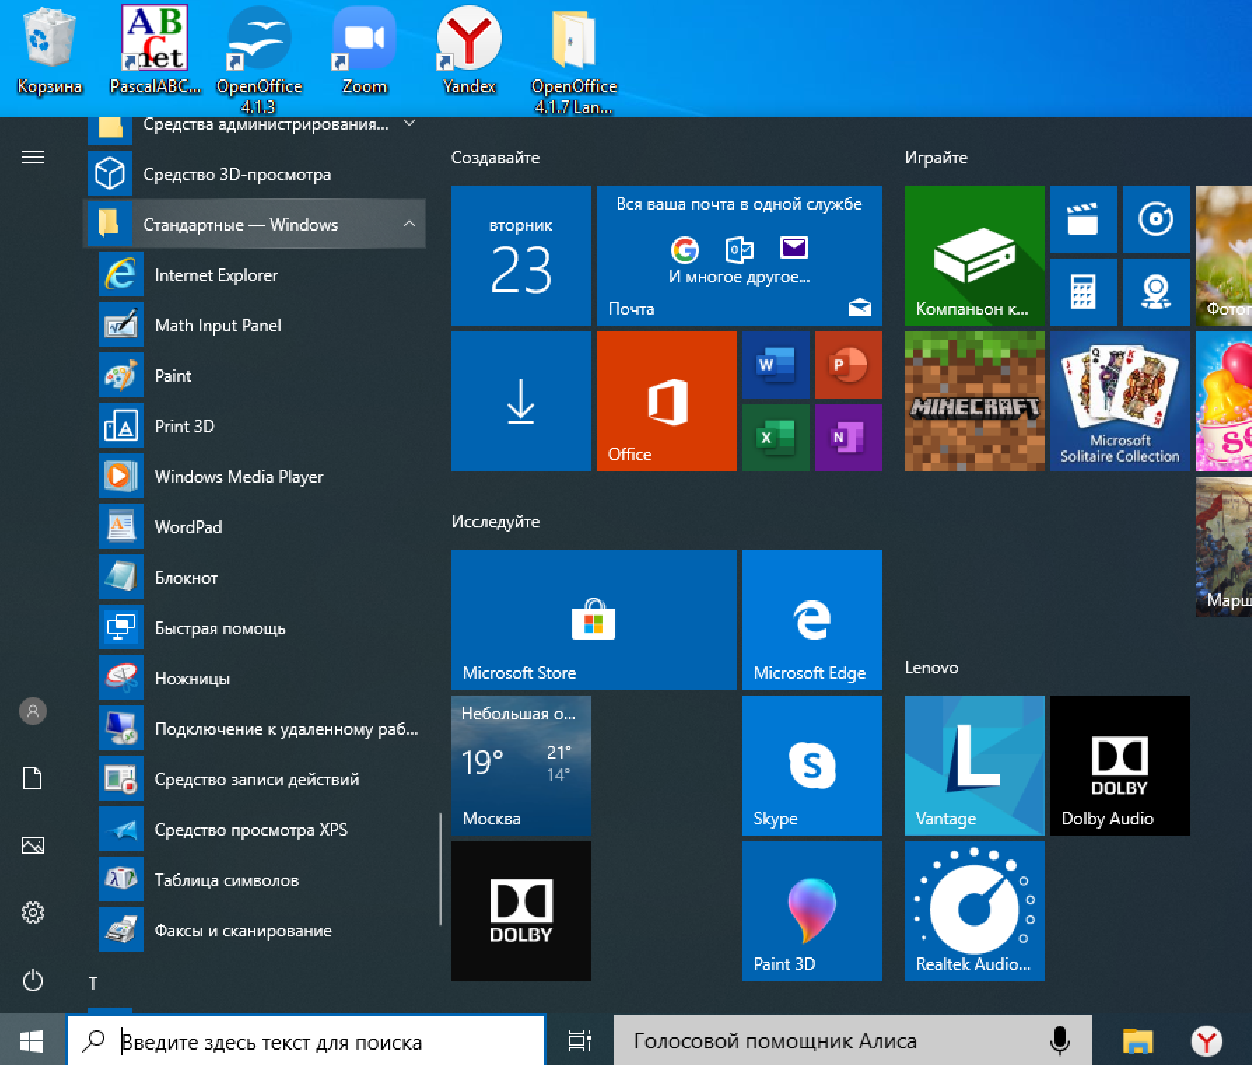 Корзина
PascalABC...
OpenOffice
4.1.3
Zoom
Yandex
OpenOffice
4.1.7 Lan...
Средства администрирования...
Средство 3D-просмотра
Стандартные — Windows
Internet Explorer
Math Input Panel
Paint
Print 3D
Windows Media Player
WordPad
Блокнот
Быстрая помощь
Ножницы
Подключение к удаленному раб...
Средство записи действий
Средство просмотра XPS
Таблица символов
Факсы и сканирование
Т
Создавайте
вторник
23
Вся ваша почта в одной службе
И многое другое...
Почта
Office
Исследуйте
Microsoft Store
Microsoft Edge
Небольшая о...
19°
21°
14°
Москва
Skype
DOLBY
Paint 3D
Играйте
Компаньон к...
MINECRAFT
Microsoft
Solitaire Collection
Фотог
se
Марш
Lenovo
Vantage
DOLBY
Dolby Audio
Realtek Audio...
Введите здесь текст для поиска
Голосовой помощник Алиса